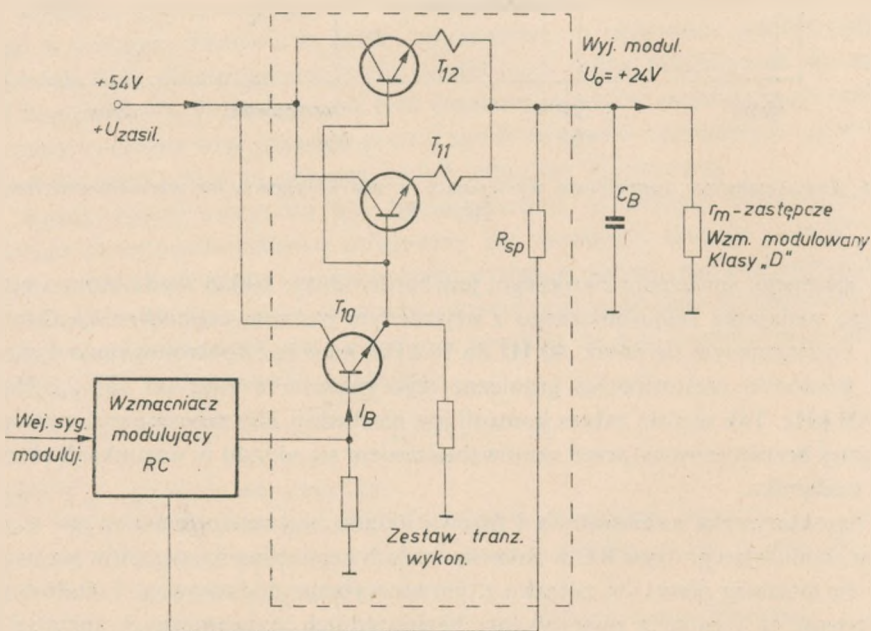 +54V
+Uzasil.
T12
T11
T10
Wyj. modul.
Uo=+24V
CB
Rsp
rm-zastępcze
Wzm. modulowany
Klasy „D"
Wej. syg.
moduluj.
Wzmacniacz
modulujący
RC
IB
Zestaw tranz.
wykon.